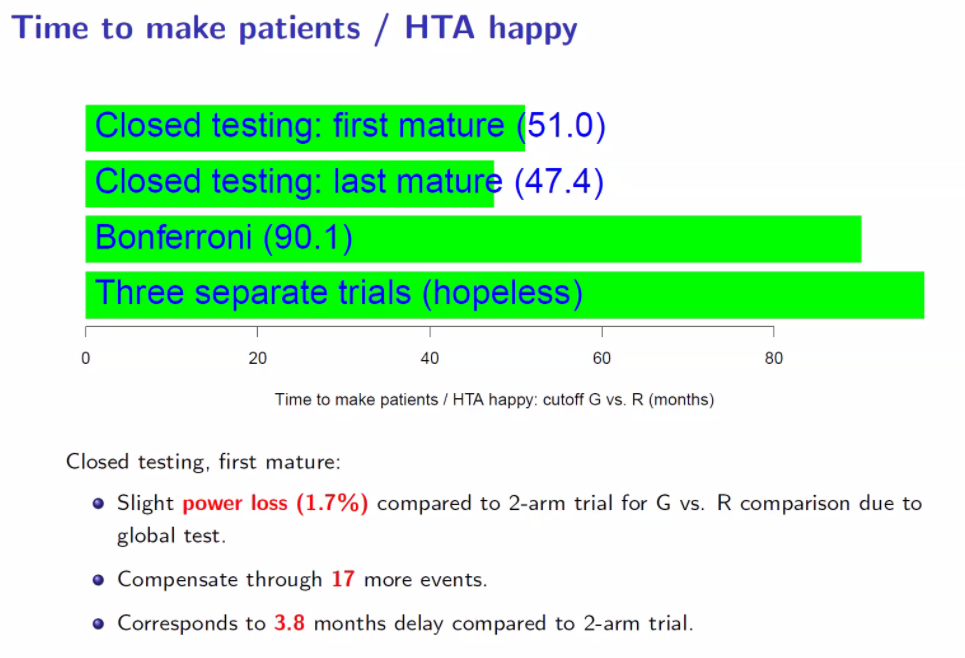 Time to make patients / HTA happy
Closed testing: first mature (51.0)
Closed testing: last mature (47.4)
Bonferroni (90.1)
Three separate trials (hopeless)
0 20 40 60 80
Time to make patients / HTA happy: cutoff G vs. R (months)
Closed testing, first mature:
Slight power loss (1.7%) compared to 2-arm trial for G vs. R comparison due to
global test.
Compensate through 17 more events.
Corresponds to 3.8 months delay compared to 2-arm trial.